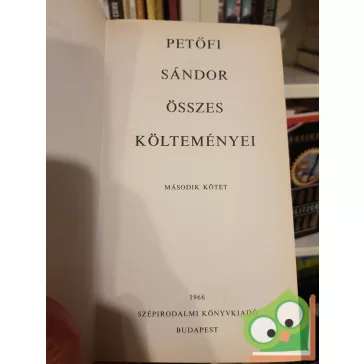 PETŐFI
SÁNDOR
ÖSSZES
KÖLTEMÉNYEI
MÁSODIK KÖTET
1966
SZÉPIRODALMI KÖNYVKIADÓ
BUDAPEST